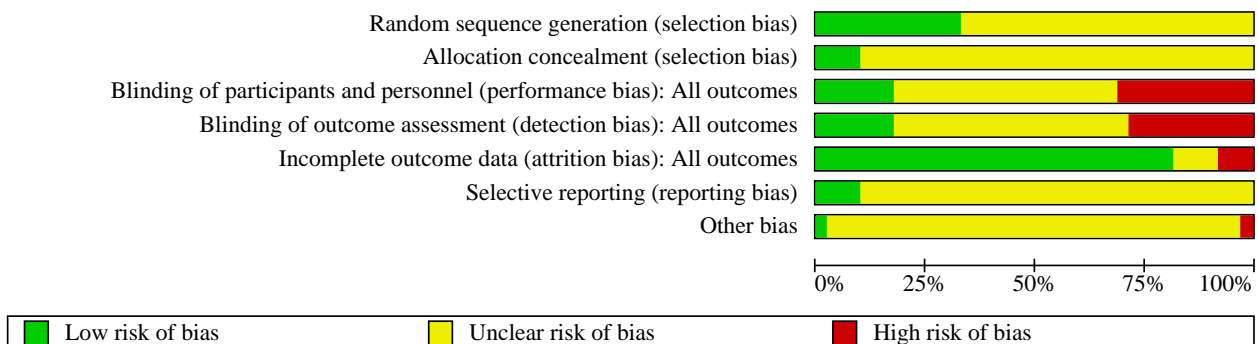 Random sequence generation (selection bias)
Allocation concealment (selection bias)
Blinding of participants and personnel (performance bias): All outcomes
Blinding of outcome assessment (detection bias): All outcomes
Incomplete outcome data (attrition bias): All outcomes
Selective reporting (reporting bias)
Other bias
0% 25% 50% 75% 100%
Low risk of bias Unclear risk of bias High risk of bias